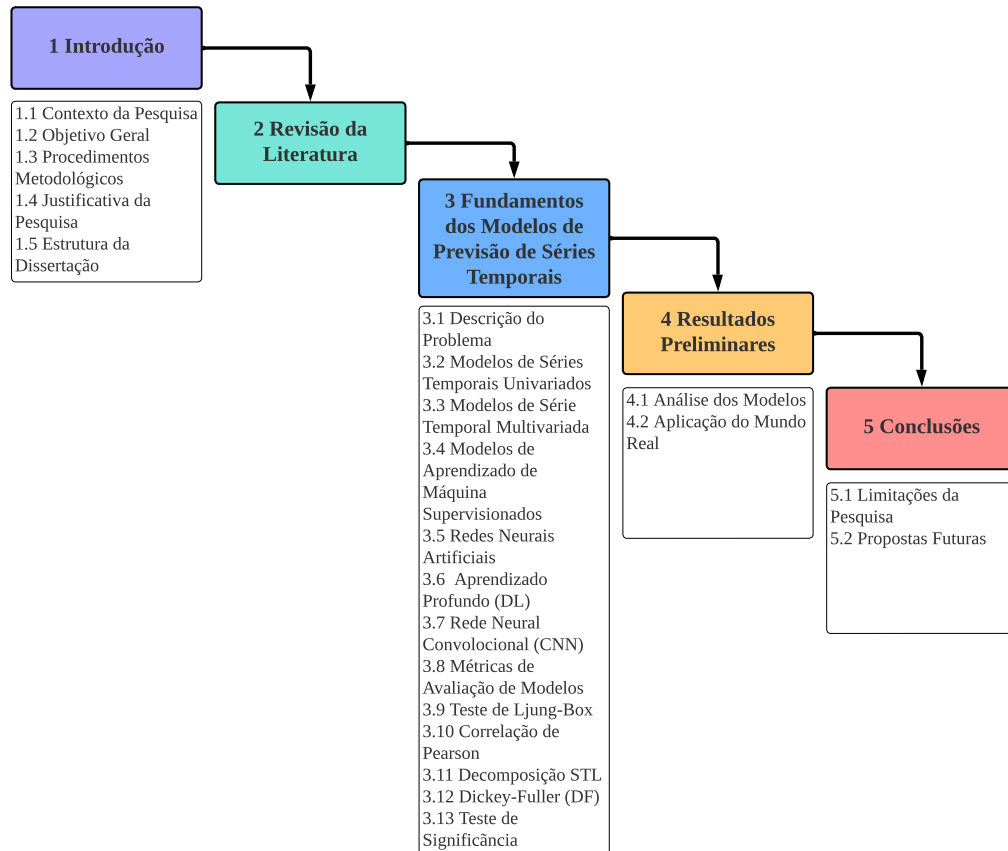 1 Introdução
1.1 Contexto da Pesquisa
1.2 Objetivo Geral
1.3 Procedimentos
Metodológicos
1.4 Justificativa da
Pesquisa
1.5 Estrutura da
Dissertação
2 Revisão da
Literatura
3 Fundamentos
dos Modelos de
Previsão de Séries
Temporais
3.1 Descrição do
Problema
3.2 Modelos de Séries
Temporais Univariados
3.3 Modelos de Série
Temporal Multivariada
3.4 Modelos de
Aprendizado de
Máquina
Supervisionados
3.5 Redes Neurais
Artificiais
3.6  Aprendizado
Profundo (DL)
3.7 Rede Neural
Convolocional (CNN)
3.8 Métricas de
Avaliação de Modelos
3.9 Teste de Ljung-Box
3.10 Correlação de
Pearson
3.11 Decomposição STL
3.12 Dickey-Fuller (DF)
3.13 Teste de
Significância
4 Resultados
Preliminares
4.1 Análise dos Modelos
4.2 Aplicação do Mundo
Real
5 Conclusões
5.1 Limitações da
Pesquisa
5.2 Propostas Futuras